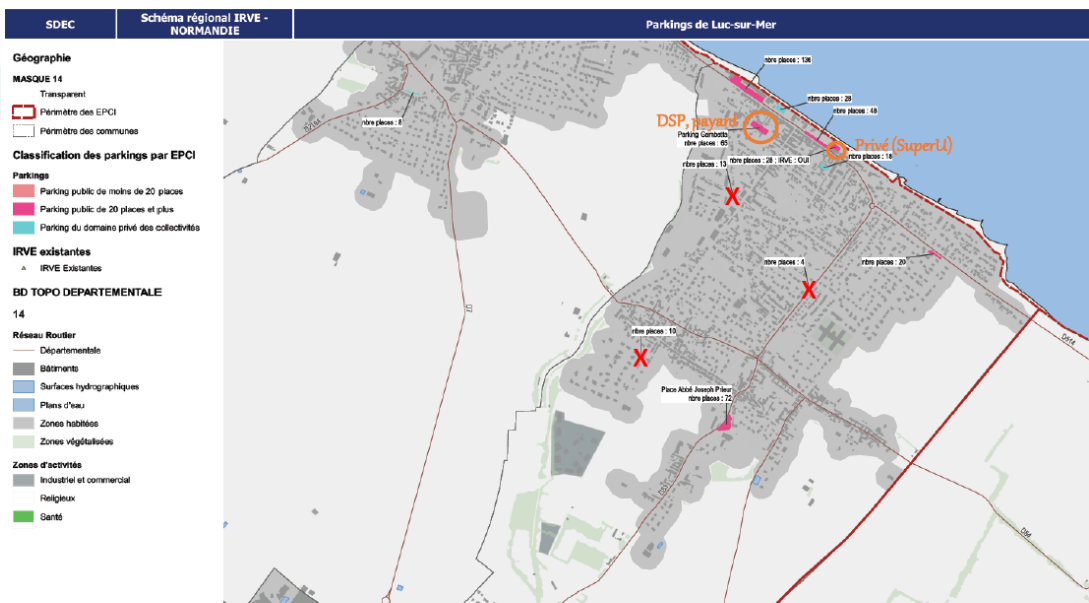 SDEC
Schéma régional IRVE -
NORMANDIE
Parkings de Luc-sur-Mer
Géographie
MASQUE 14
Transparent
Périmètre des EPCI
Périmètre des communes
Classification des parkings par EPCI
Parkings
Parking public de moins de 20 places
Parking public de 20 places et plus
Parking du domaine privé des collectivités
IRVE existantes
IRVE Existantes
BD TOPO DEPARTEMENTALE
14
Réseau Routier
Départementale
Bâtiments
Surfaces hydrographiques
Plans d'eau
Zones habitées
Zones végétalisées
Zones d'activités
Industriel et commercial
Religieux
Santé
nbre places : 136
nbre places : 28
nbre places : 48
nbre places : 8
DSP, payard
Parking Gambetta
nbre places : 65
Privé (SuperU)
nbre places : 18
nbre places : 13
nbre places : 28 ; IRVE : OUI
X
nbre places : 20
nbre places : 4
X
nbre places : 10
X
Place Abbé Joseph Prieur
nbre places : 72
D7
D514
D84